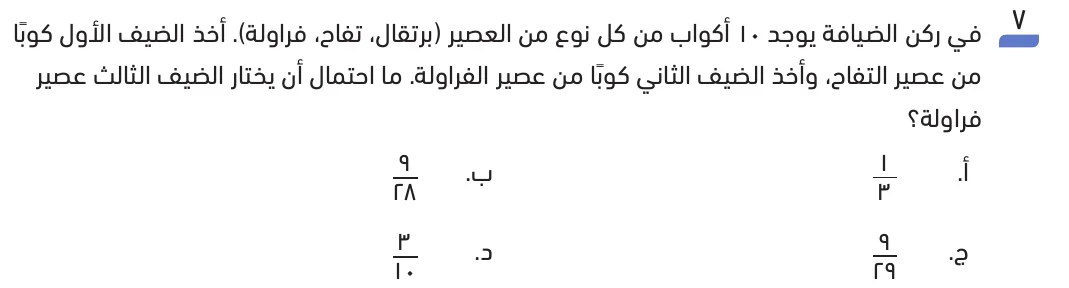 ٧
في ركن الضيافة يوجد ١٠ أكواب من كل نوع من العصير (برتقال، تفاح، فراولة). أخذ الضيف الأول كوبًا
من عصير التفاح، وأخذ الضيف الثاني كوبًا من عصير الفراولة. ما احتمال أن يختار الضيف الثالث عصير
فراولة؟
أ. ١/٣ ب. ٩/٢٨
ج. ٩/٢٩ د. ٣/١٠